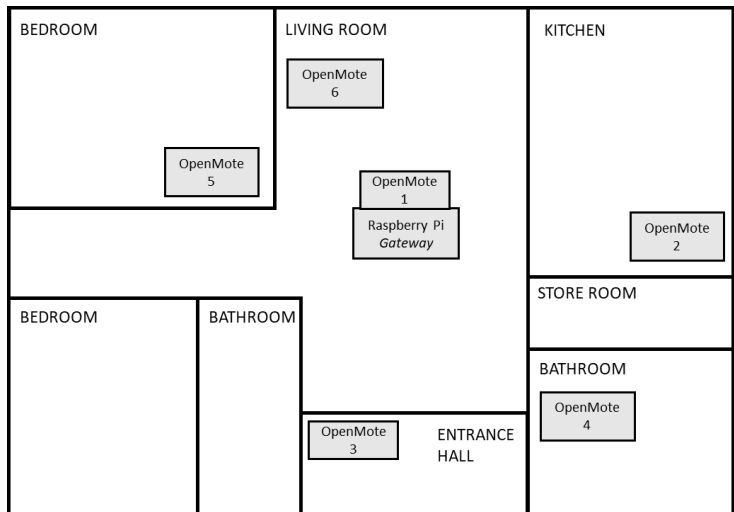 BEDROOM
LIVING ROOM
KITCHEN
OpenMote
6
OpenMote
5
OpenMote
1
Raspberry Pi
Gateway
OpenMote
2
STORE ROOM
BEDROOM
BATHROOM
BATHROOM
OpenMote
4
OpenMote
3
ENTRANCE
HALL